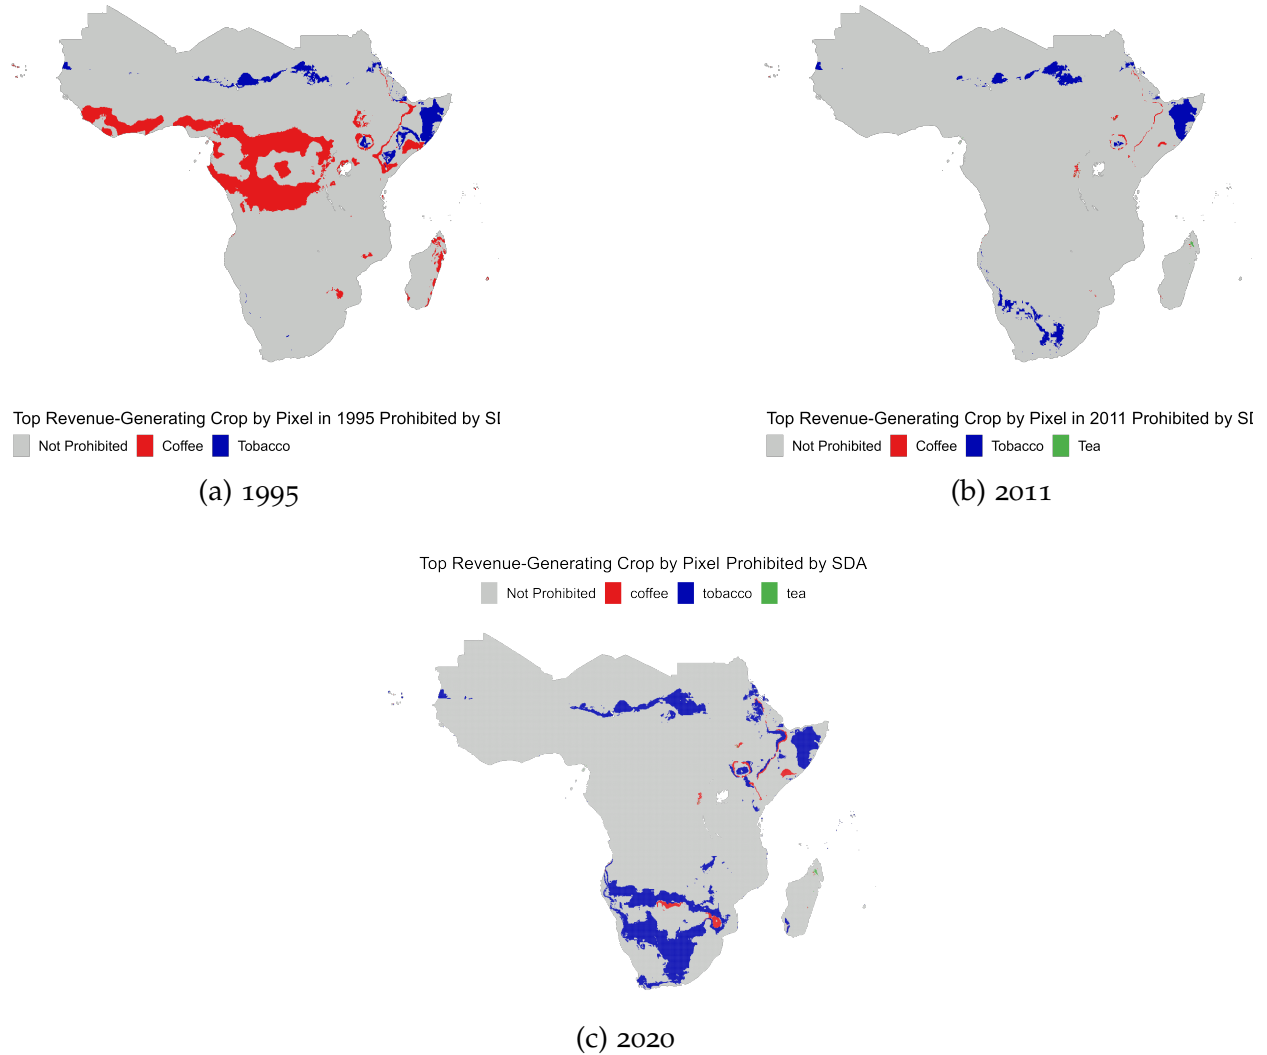 Top Revenue-Generating Crop by Pixel in 1995 Prohibited by SD
Not Prohibited Coffee Tobacco
(a) 1995
Top Revenue-Generating Crop by Pixel in 2011 Prohibited by SD
Not Prohibited Coffee Tobacco Tea
(b) 2011
Top Revenue-Generating Crop by Pixel Prohibited by SDA
Not Prohibited coffee tobacco tea
(c) 2020